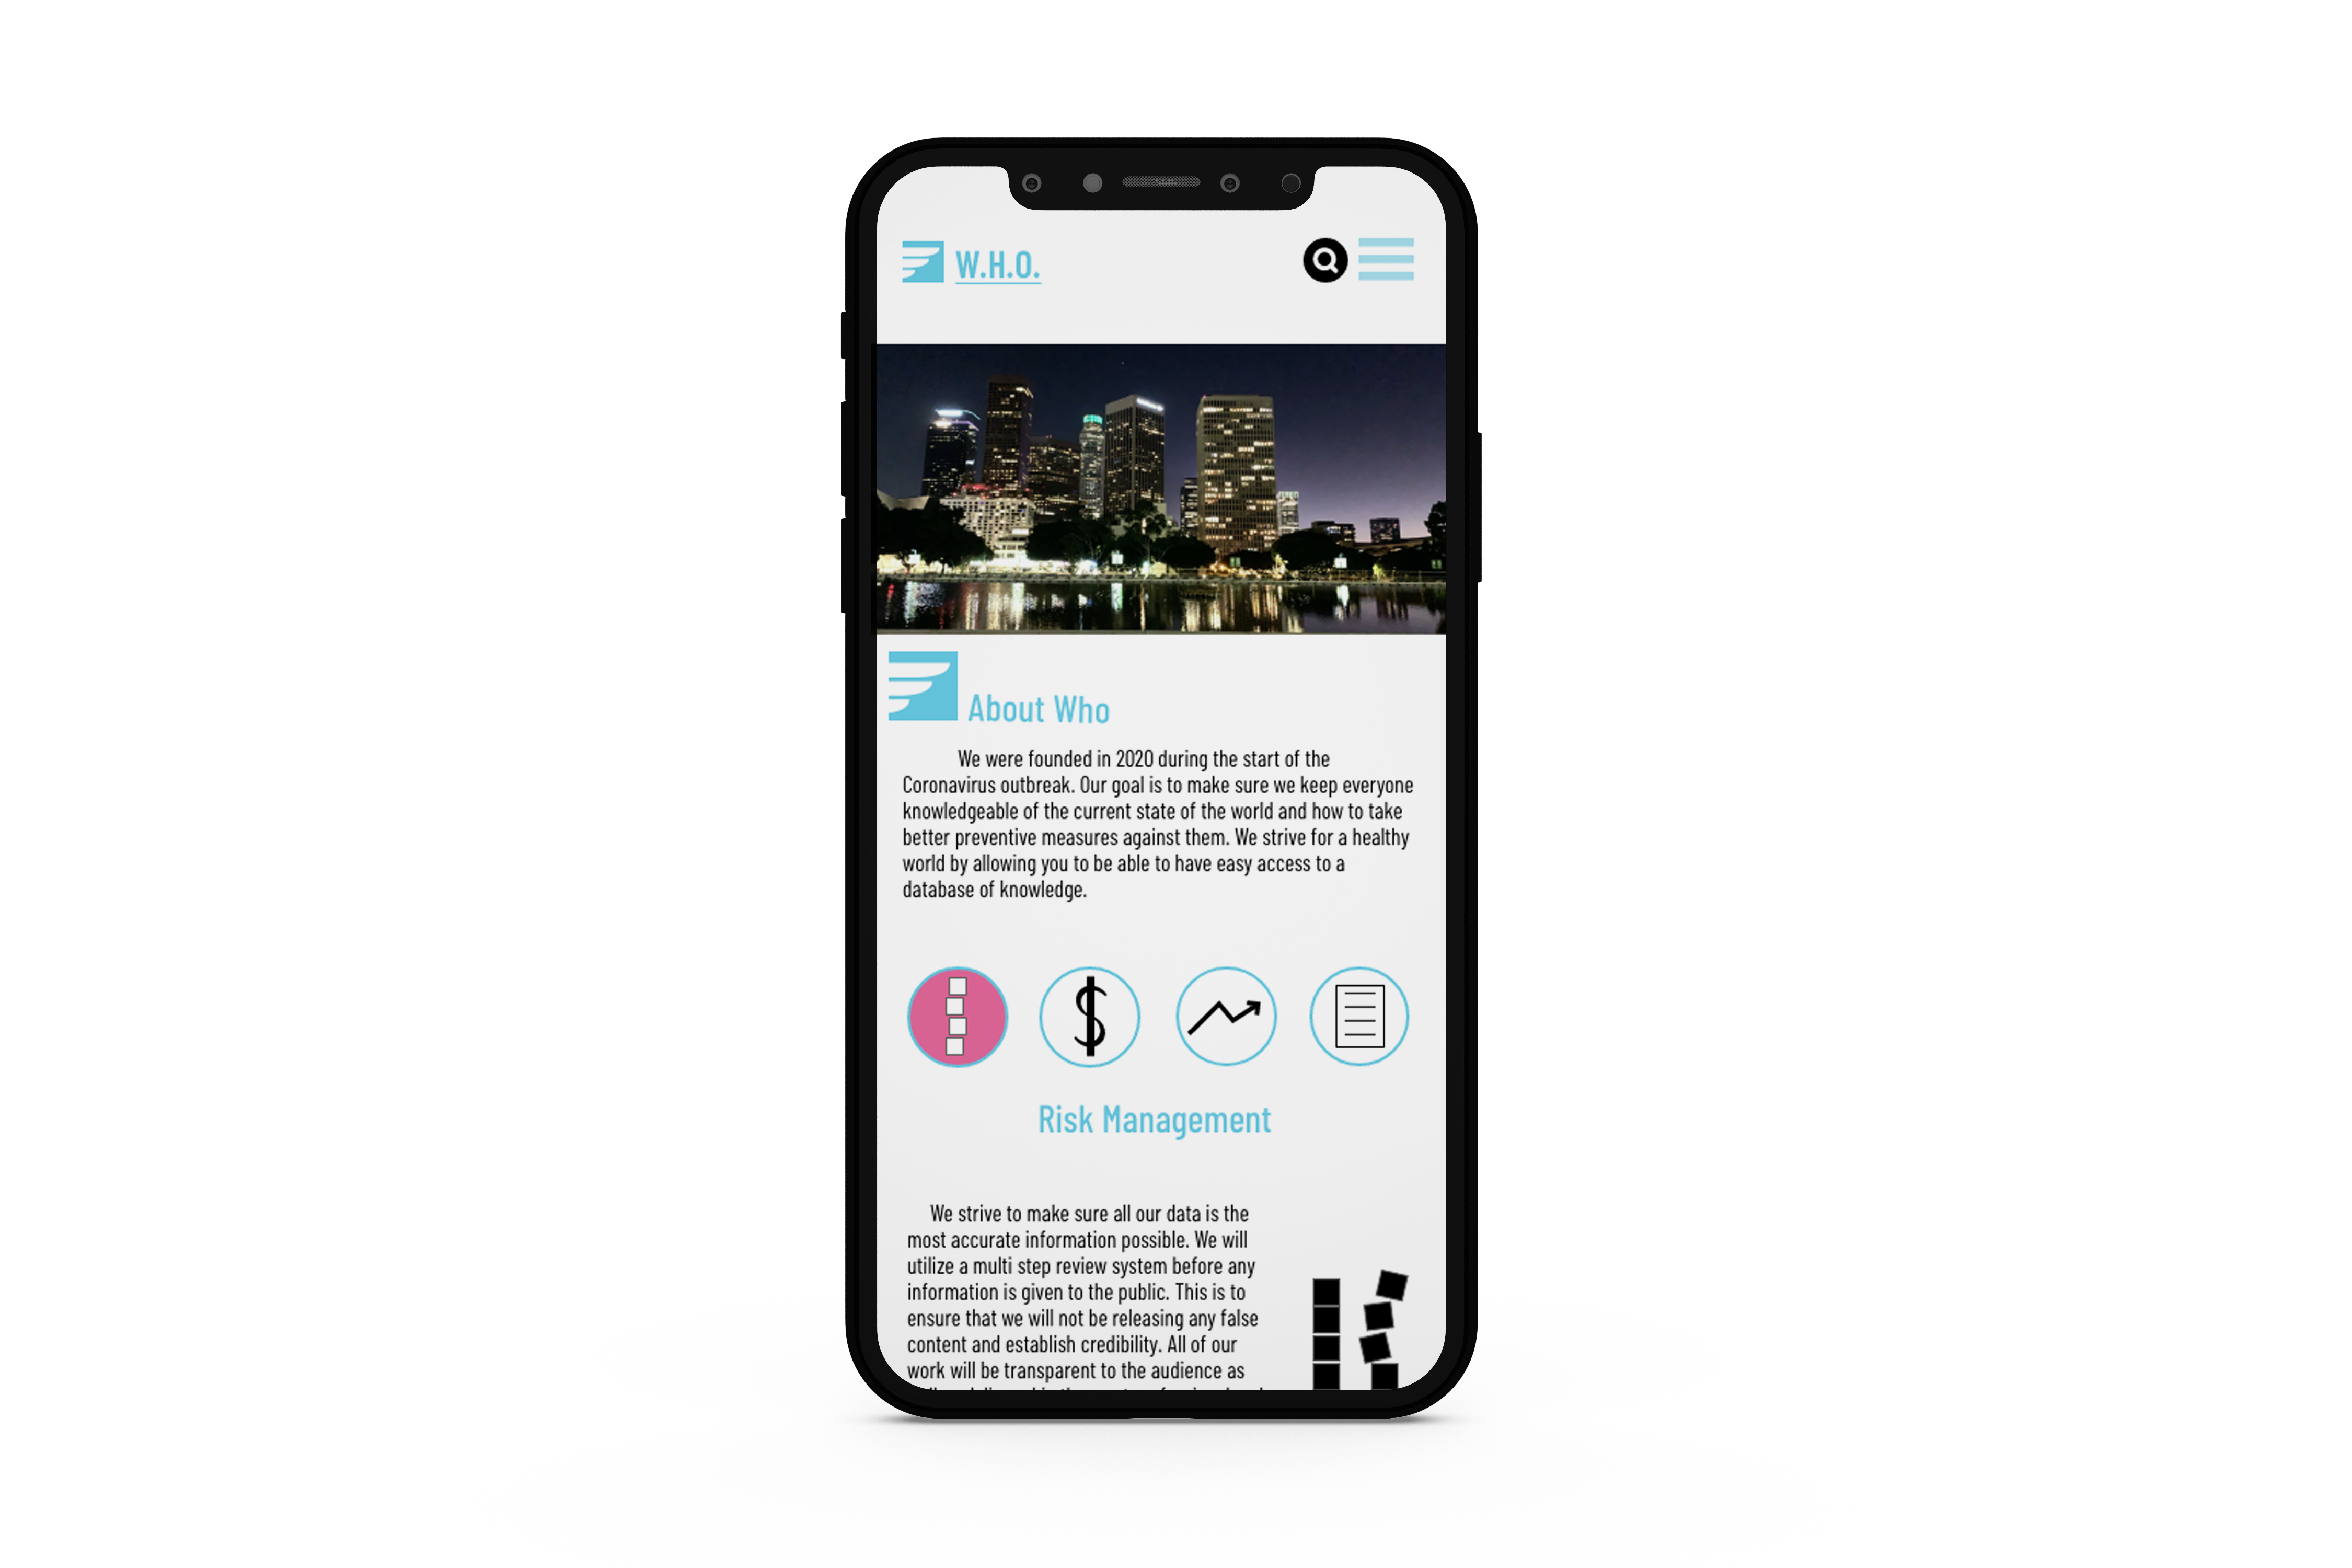 W.H.O.
About Who
We were founded in 2020 during the start of the
Coronavirus outbreak. Our goal is to make sure we keep everyone
knowledgeable of the current state of the world and how to take
better preventive measures against them. We strive for a healthy
world by allowing you to be able to have easy access to a
database of knowledge.
Risk Management
We strive to make sure all our data is the
most accurate information possible. We will
utilize a multi step review system before any
information is given to the public. This is to
ensure that we will not be releasing any false
content and establish credibility. All of our
work will be transparent to the audience as